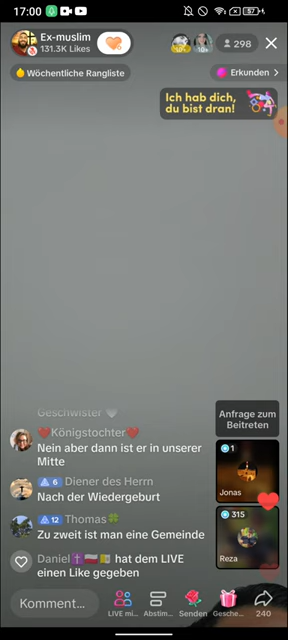 17:00
57
Ex-muslim
131.3K Likes
10+
10+
298
Wöchentliche Rangliste
Erkunden >
Ich hab dich,
du bist dran!
Geschwister 🤍
❤️Königstochter❤️
Nein aber dann ist er in unserer
Mitte
6 Diener des Herrn
Nach der Wiedergeburt
12 Thomas🍀
Zu zweit ist man eine Gemeinde
Daniel✝️🇵🇱🇻🇦 hat dem LIVE
einen Like gegeben
Anfrage zum
Beitreten
1
Jonas
315
Reza
Komment...
LIVE mi...
Abstim...
Senden
Gesche...
240